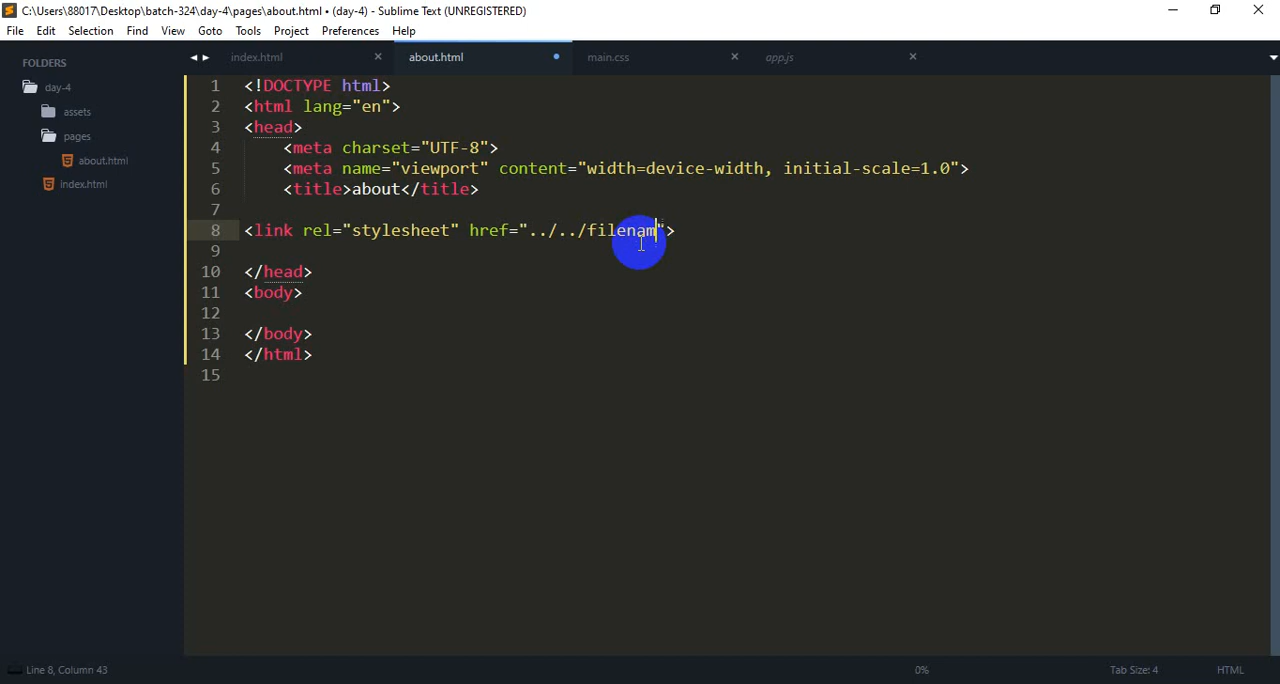 C:\Users\88017\Desktop\batch-324\day-4\pages\about.html • (day-4) - Sublime Text (UNREGISTERED)
File Edit Selection Find View Goto Tools Project Preferences Help
FOLDERS
day-4
assets
pages
about.html
index.html
index.html about.html main.css app.js
1 <!DOCTYPE html>
2 <html lang="en">
3 <head>
4 <meta charset="UTF-8">
5 <meta name="viewport" content="width=device-width, initial-scale=1.0">
6 <title>about</title>
7
8 <link rel="stylesheet" href="../../filenam">
9
10 </head>
11 <body>
12
13 </body>
14 </html>
15
Line 8, Column 43 0% Tab Size: 4 HTML